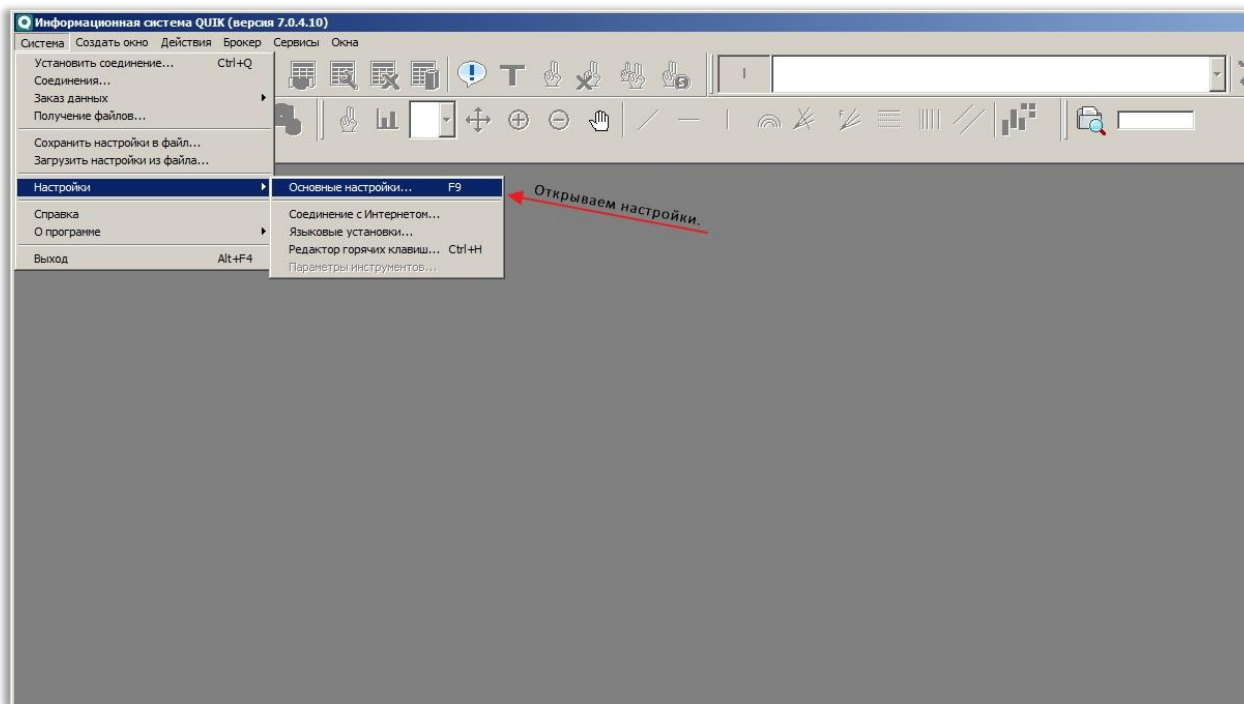 Информационная система QUIK (версия 7.0.4.10)
Система Создать окно Действия Брокер Сервисы Окна
Установить соединение... Ctrl+Q
Соединения...
Заказ данных
Получение файлов...
Сохранить настройки в файл...
Загрузить настройки из файла...
Настройки
Справка
О программе
Выход Alt+F4
Основные настройки... F9
Соединение с Интернетом...
Языковые установки...
Редактор горячих клавиш... Ctrl+H
Параметры инструментов...
Открываем настройки.